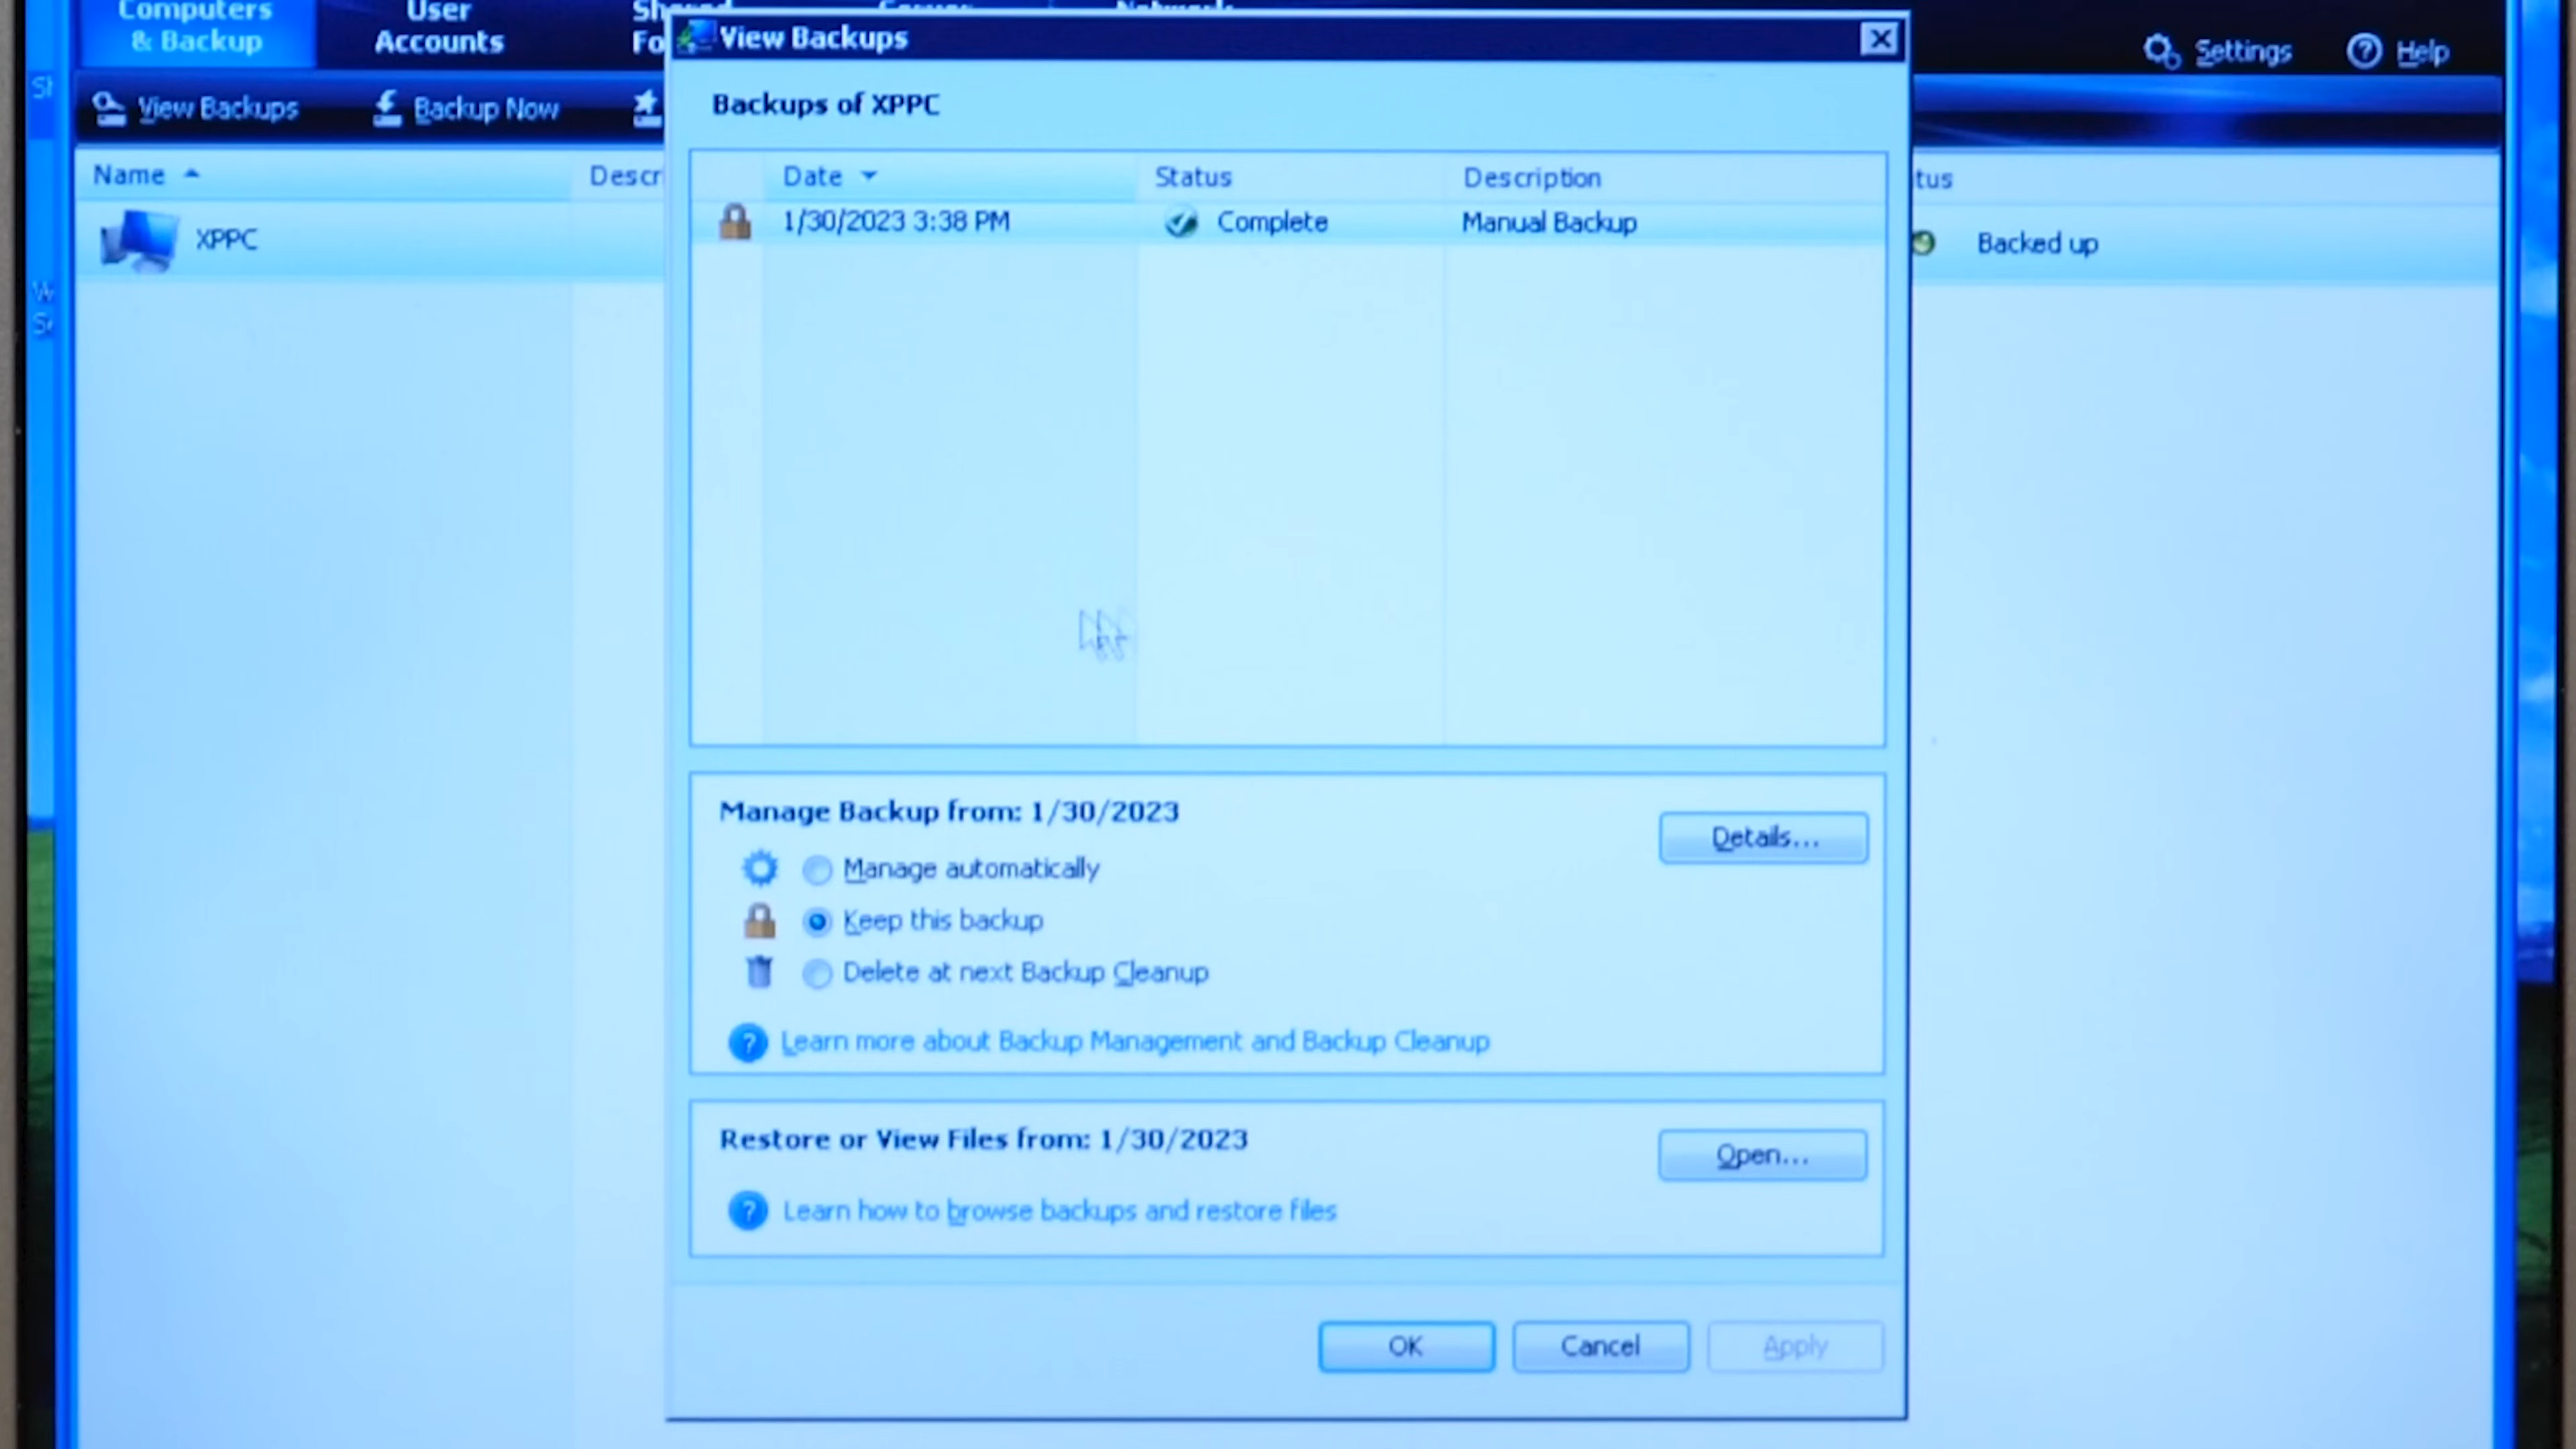 Computers
& Backup
User
Accounts
Shared
View Backups
Settings
Help
View Backups
Backup Now
Backups of XPPC
Name
Date
Status
Description
XPPC
1/30/2023 3:38 PM
Complete
Manual Backup
Backed up
Manage Backup from: 1/30/2023
Details...
Manage automatically
Keep this backup
Delete at next Backup Cleanup
Learn more about Backup Management and Backup Cleanup
Restore or View Files from: 1/30/2023
Open...
Learn how to browse backups and restore files
OK
Cancel
Apply